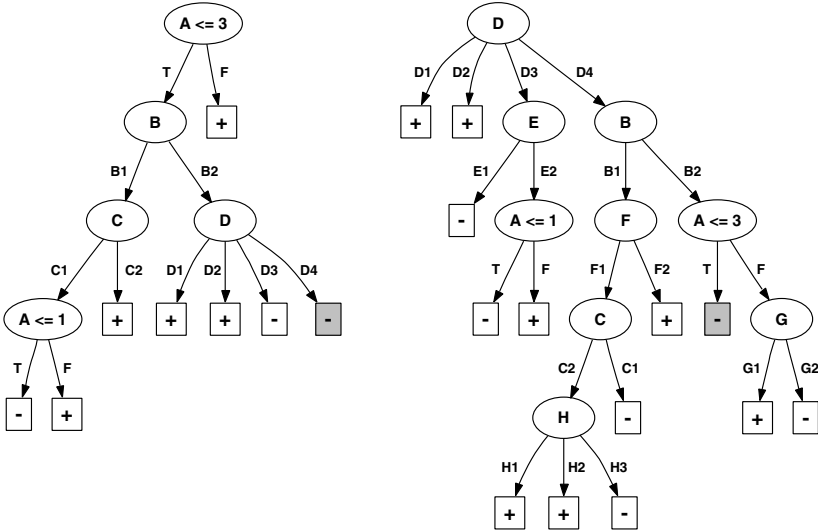 A <= 3 D
T F D1 D2 D3 D4
B + + + E B
B1 B2 E1 E2 B1 B2
C D - A <= 1 F A <= 3
C1 C2 D1 D2 D3 D4 T F F1 F2 T F
A <= 1 + + + - - - + C + - G
T F C2 C1 G1 G2
- + H - + -
H1 H2 H3
+ + -